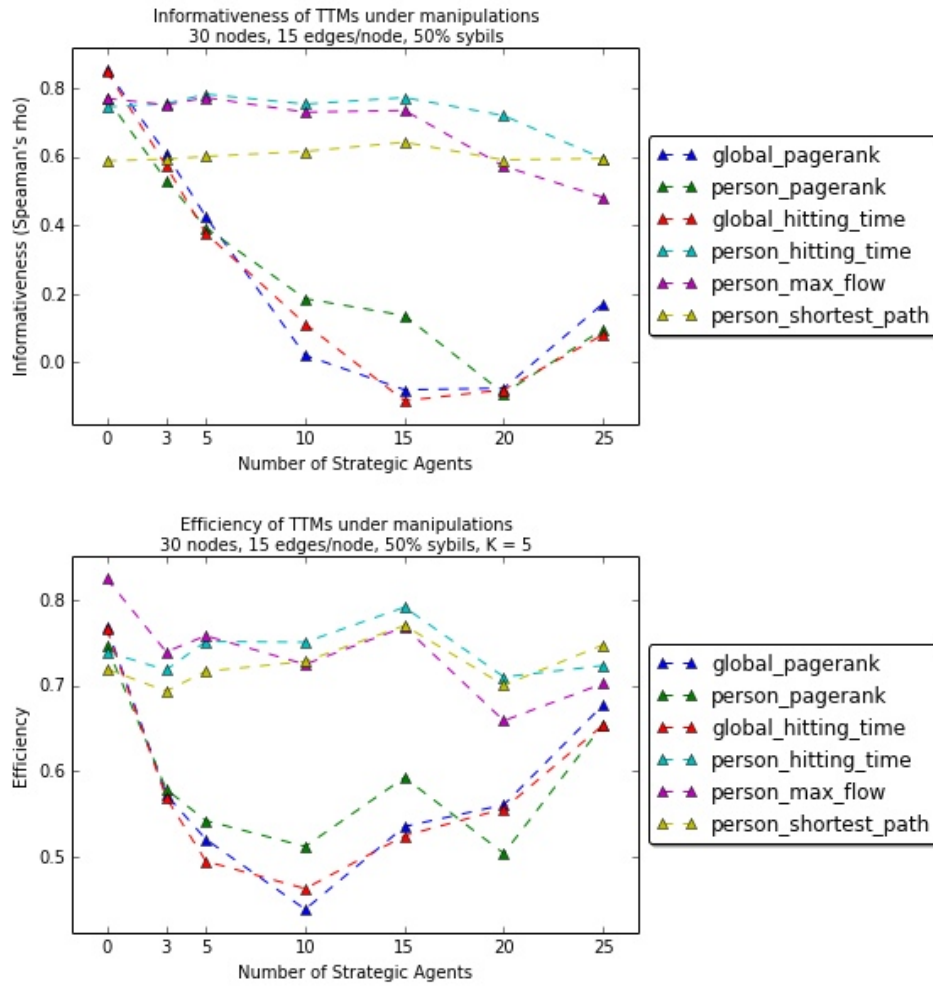 Informativeness of TTMs under manipulations
30 nodes, 15 edges/node, 50% sybils
Informativeness (Speaman's rho)
0.8
0.6
0.4
0.2
0.0
0 3 5 10 15 20 25
Number of Strategic Agents
global_pagerank
person_pagerank
global_hitting_time
person_hitting_time
person_max_flow
person_shortest_path
Efficiency of TTMs under manipulations
30 nodes, 15 edges/node, 50% sybils, K = 5
Efficiency
0.8
0.7
0.6
0.5
0 3 5 10 15 20 25
Number of Strategic Agents
global_pagerank
person_pagerank
global_hitting_time
person_hitting_time
person_max_flow
person_shortest_path